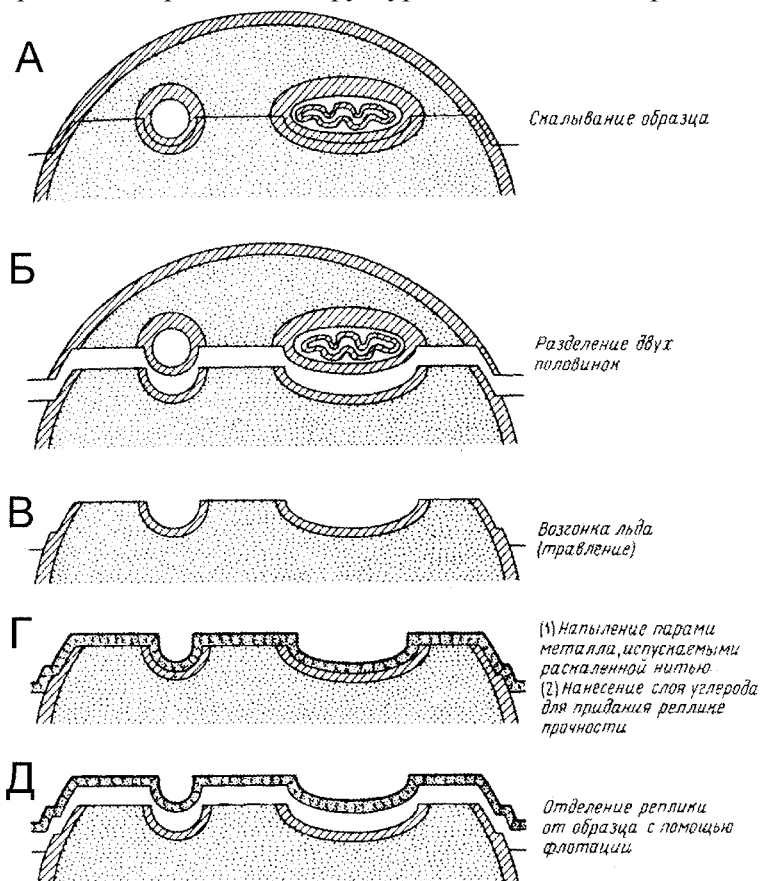 А
Скалывание образца
Б
Разделение двух
половинок
В
Возгонка льда
(травление)
Г
(1) Напыление парами
металла, испускаемыми
раскаленной нитью
(2) Нанесение слоя углерода
для придания реплике
прочности
Д
Отделение реплики
от образца с помощью
флотации